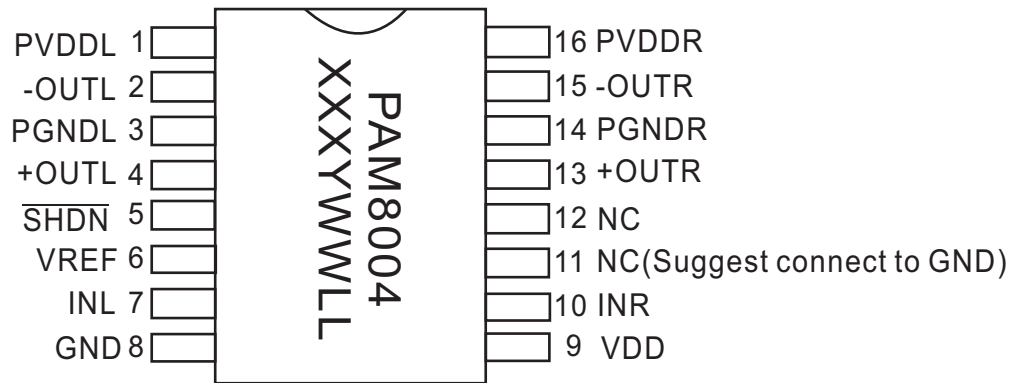 PVDDL 1
-OUTL 2
PGNDL 3
+OUTL 4
SHDN 5
VREF 6
INL 7
GND 8
PAM8004
XXXYWWLL
16 PVDDR
15 -OUTR
14 PGNDR
13 +OUTR
12 NC
11 NC(Suggest connect to GND)
10 INR
9 VDD